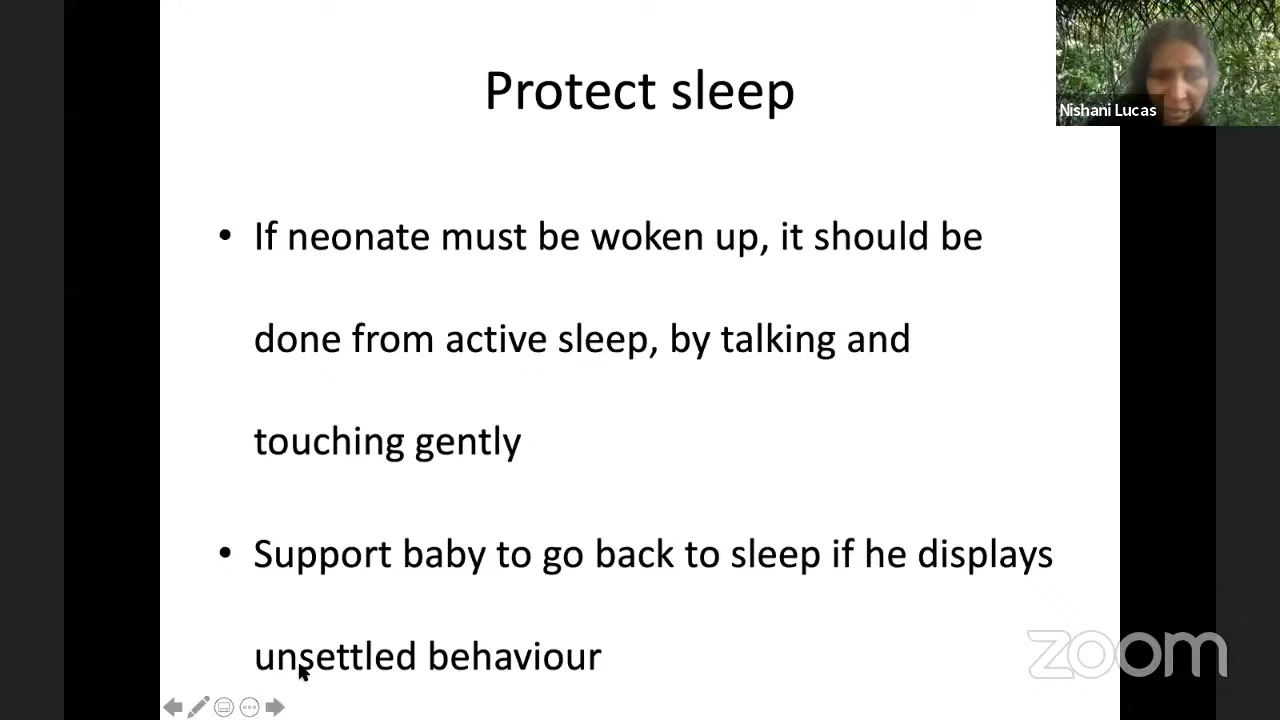 Protect sleep
Nishani Lucas
• If neonate must be woken up, it should be
done from active sleep, by talking and
touching gently
• Support baby to go back to sleep if he displays
unsettled behaviour
zoom